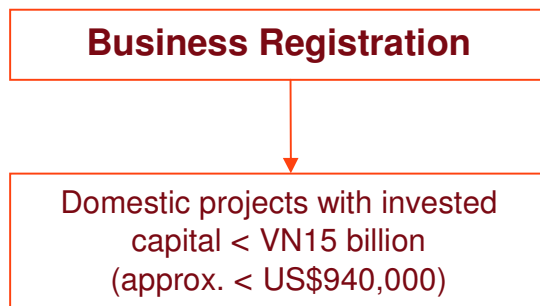 Business Registration
Domestic projects with invested
capital < VN15 billion
(approx. < US$940,000)